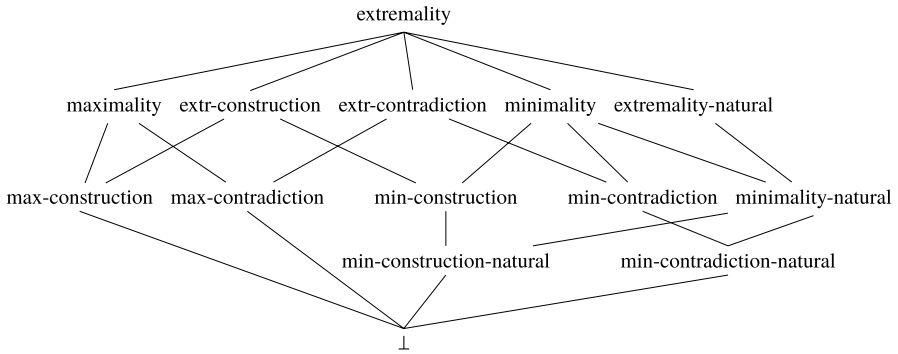 extremality
maximality extr-construction extr-contradiction minimality extremality-natural
max-construction max-contradiction min-construction min-contradiction minimality-natural
min-construction-natural min-contradiction-natural
⊥